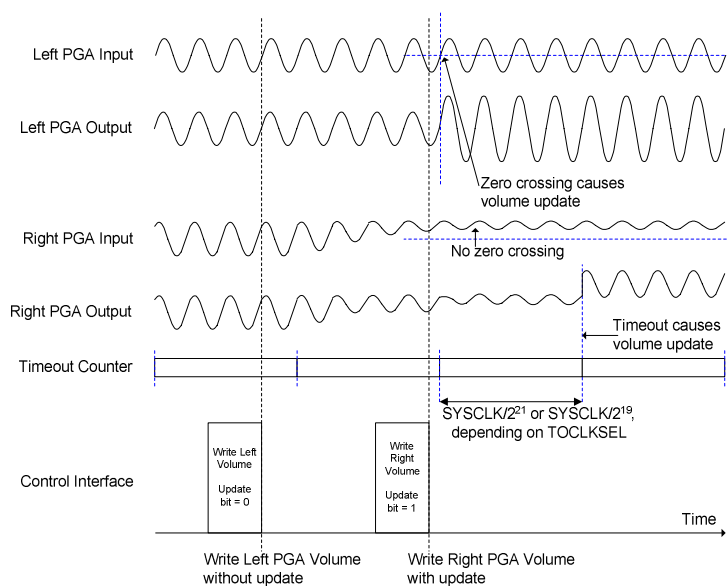 Left PGA Input
Left PGA Output
Zero crossing causes
volume update
Right PGA Input
No zero crossing
Right PGA Output
Timeout causes
volume update
Timeout Counter
SYSCLK/2²¹ or SYSCLK/2¹⁹,
depending on TOCLKSEL
Write Left
Volume
Update
bit = 0
Write
Right
Volume
Update
bit = 1
Control Interface
Time
Write Left PGA Volume
without update
Write Right PGA Volume
with update